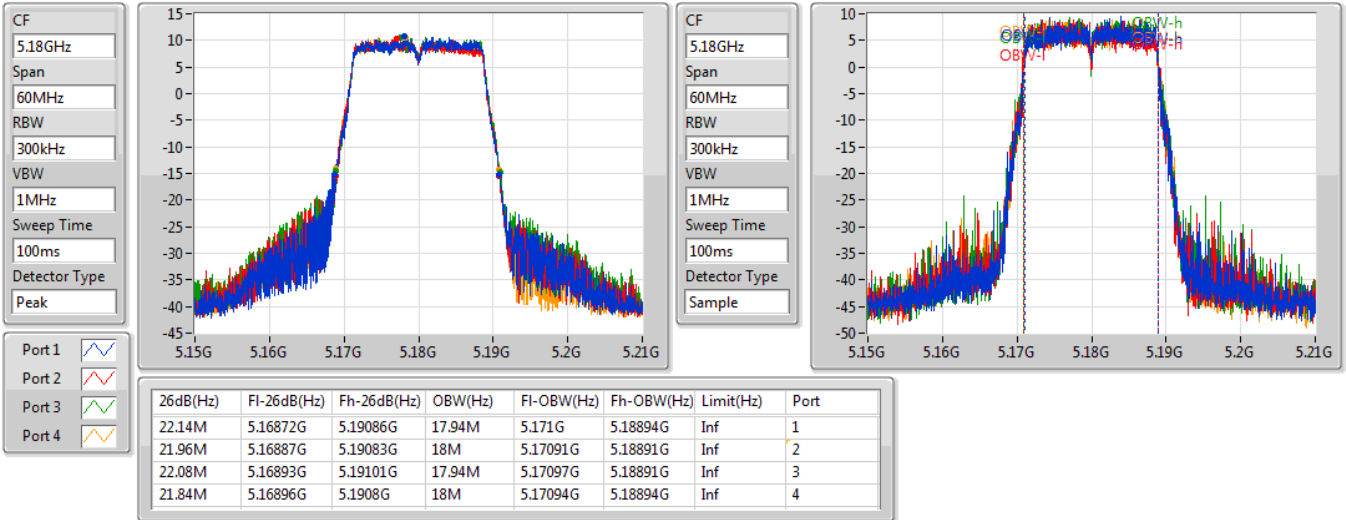 CF
5.18GHz
Span
60MHz
RBW
300kHz
VBW
1MHz
Sweep Time
100ms
Detector Type
Peak
15
10
5
0
-5
-10
-15
-20
-25
-30
-35
-40
-45
5.15G 5.16G 5.17G 5.18G 5.19G 5.2G 5.21G
CF
5.18GHz
Span
60MHz
RBW
300kHz
VBW
1MHz
Sweep Time
100ms
Detector Type
Sample
10
5
0
-5
-10
-15
-20
-25
-30
-35
-40
-45
-50
OBW-h
OBW-h
OBW-l
5.15G 5.16G 5.17G 5.18G 5.19G 5.2G 5.21G
Port 1
Port 2
Port 3
Port 4
26dB(Hz) Fl-26dB(Hz) Fh-26dB(Hz) OBW(Hz) Fl-OBW(Hz) Fh-OBW(Hz) Limit(Hz) Port
22.14M 5.16872G 5.19086G 17.94M 5.171G 5.18894G Inf 1
21.96M 5.16887G 5.19083G 18M 5.17091G 5.18891G Inf 2
22.08M 5.16893G 5.19101G 17.94M 5.17097G 5.18891G Inf 3
21.84M 5.16896G 5.1908G 18M 5.17094G 5.18894G Inf 4